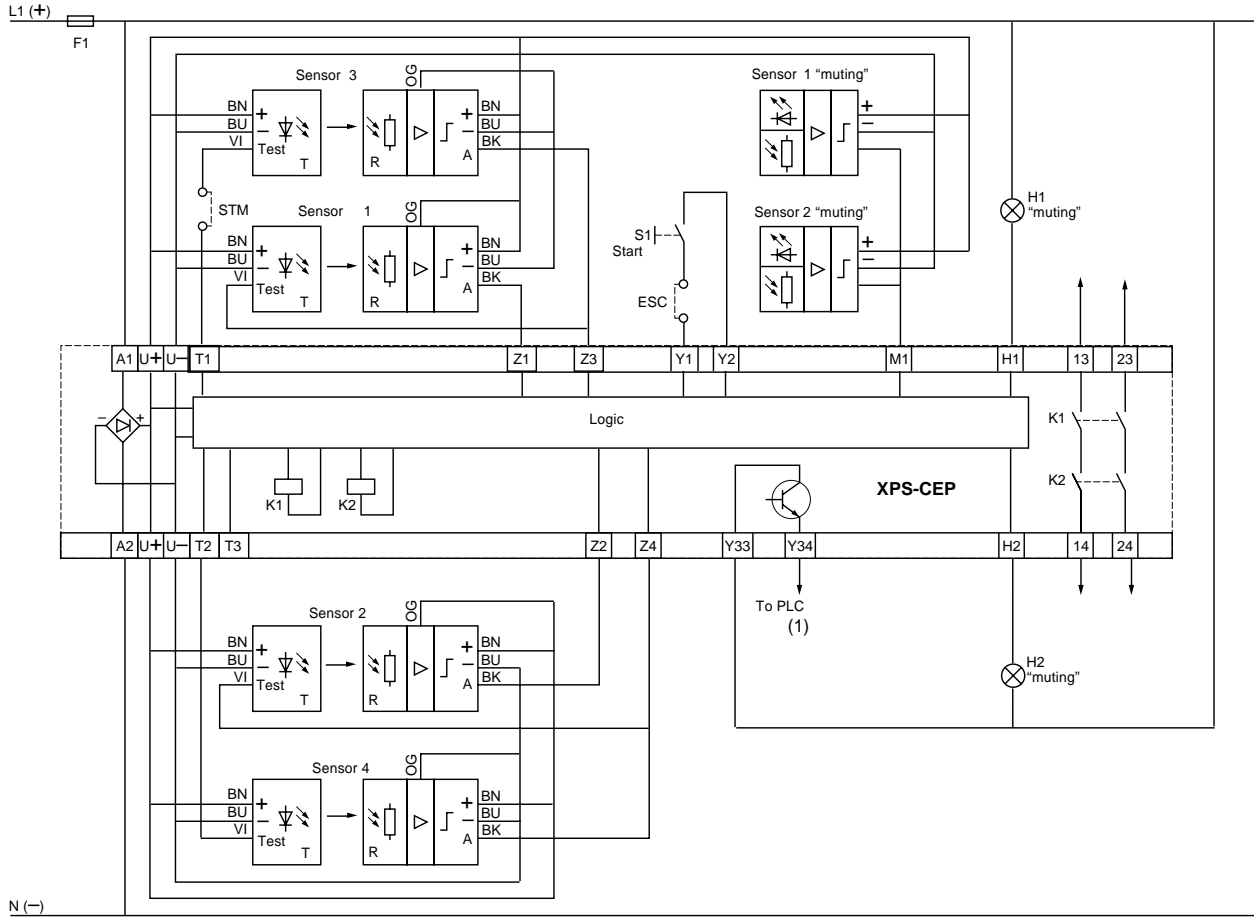 L1 (+)
F1
Sensor 3
OG
BN
BU
VI
+
−
Test
T
R
+
−
A
BN
BU
BK
STM
Sensor 1
OG
BN
BU
VI
+
−
Test
T
R
+
−
A
BN
BU
BK
Sensor 1 “muting”
+
−
Sensor 2 “muting”
+
−
S1
Start
ESC
H1
“muting”
A1 U+ U− T1 Z1 Z3 Y1 Y2 M1 H1 13 23
− +
Logic
K1
K2
K1 K2
XPS-CEP
A2 U+ U− T2 T3 Z2 Z4 Y33 Y34 H2 14 24
To PLC
(1)
Sensor 2
OG
BN
BU
VI
+
−
Test
T
R
+
−
A
BN
BU
BK
H2
“muting”
Sensor 4
OG
BN
BU
VI
+
−
Test
T
R
+
−
A
BN
BU
BK
N (−)